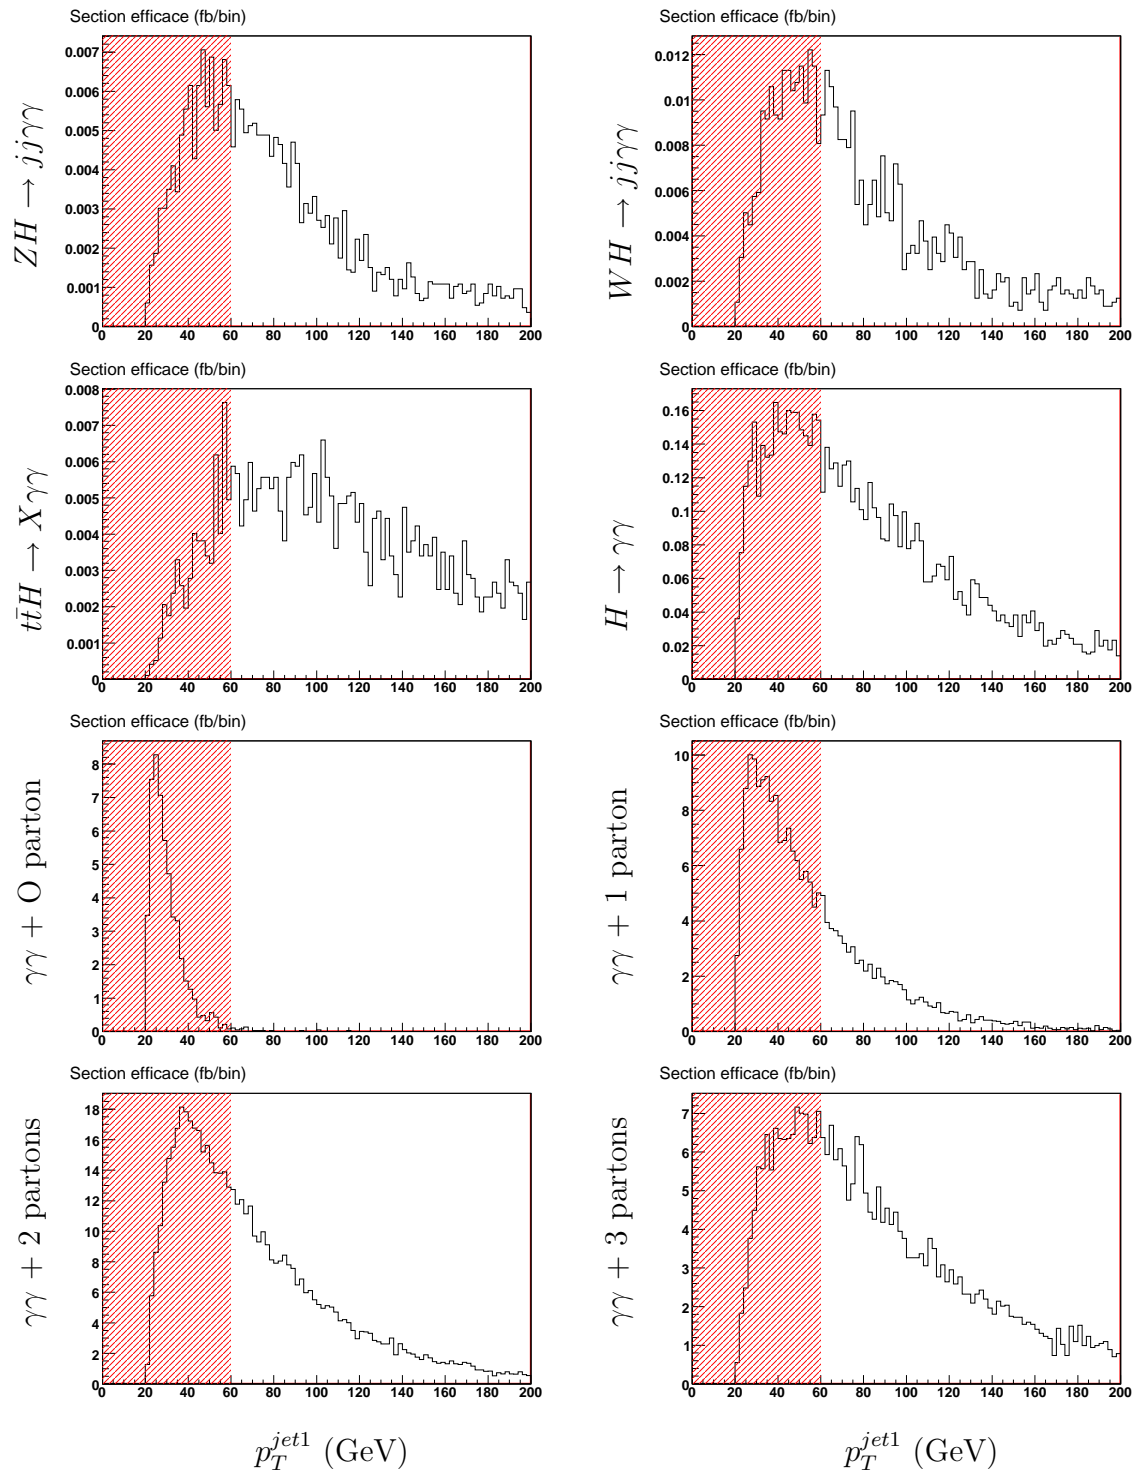 Section efficace (fb/bin)
Section efficace (fb/bin)
ZH → jjγγ
0.007
0.006
0.005
0.004
0.003
0.002
0.001
0
0 20 40 60 80 100 120 140 160 180 200
WH → jjγγ
0.012
0.01
0.008
0.006
0.004
0.002
0
0 20 40 60 80 100 120 140 160 180 200
Section efficace (fb/bin)
Section efficace (fb/bin)
tt̄H → Xγγ
0.008
0.007
0.006
0.005
0.004
0.003
0.002
0.001
0
0 20 40 60 80 100 120 140 160 180 200
H → γγ
0.16
0.14
0.12
0.1
0.08
0.06
0.04
0.02
0
0 20 40 60 80 100 120 140 160 180 200
Section efficace (fb/bin)
Section efficace (fb/bin)
γγ + O parton
8
7
6
5
4
3
2
1
0
0 20 40 60 80 100 120 140 160 180 200
γγ + 1 parton
10
8
6
4
2
0
0 20 40 60 80 100 120 140 160 180 200
Section efficace (fb/bin)
Section efficace (fb/bin)
γγ + 2 partons
18
16
14
12
10
8
6
4
2
0
0 20 40 60 80 100 120 140 160 180 200
γγ + 3 partons
7
6
5
4
3
2
1
0
0 20 40 60 80 100 120 140 160 180 200
p_T^{jet1} (GeV)
p_T^{jet1} (GeV)